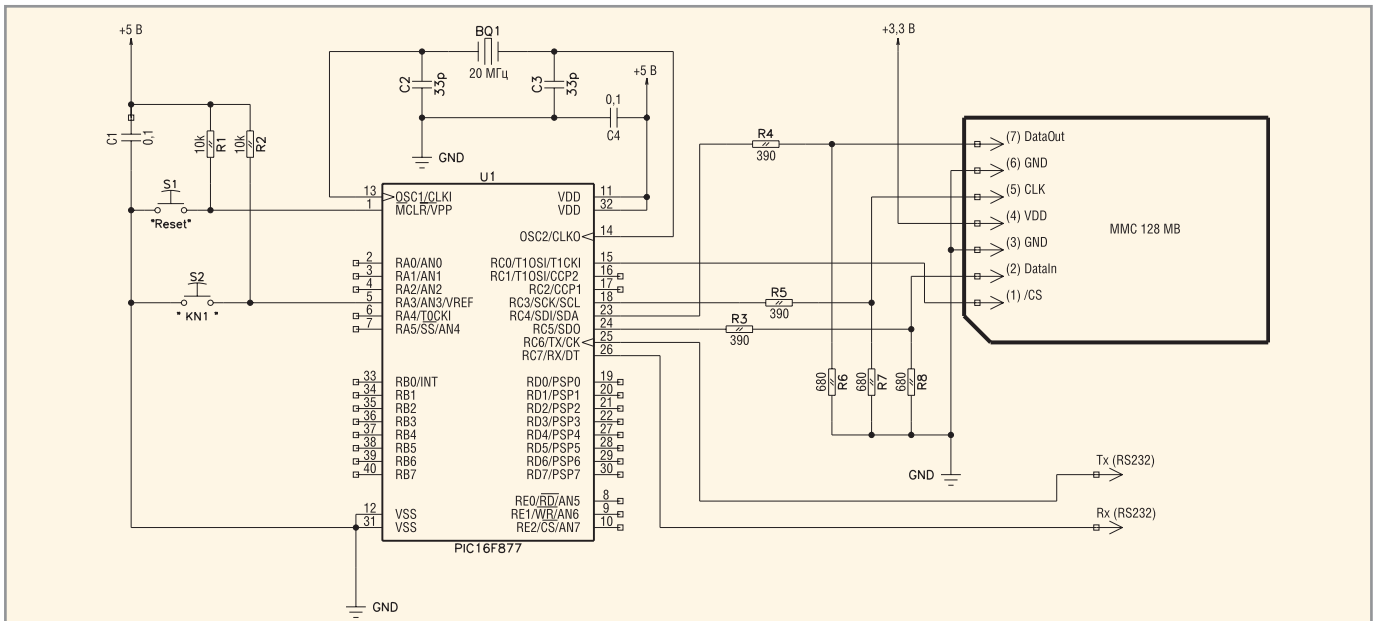 +5 В
BQ1
20 МГц
C2
33p
C3
33p
+5 В
0,1
C4
GND
+3,3 В
C1
0,1
10k
R1
10k
R2
S1
"Reset"
S2
" KN1 "
U1
13 OSC1/CLKI
1 MCLR/VPP
2 RA0/AN0
3 RA1/AN1
4 RA2/AN2
5 RA3/AN3/VREF
6 RA4/T0CKI
7 RA5/SS/AN4
33 RB0/INT
34 RB1
35 RB2
36 RB3
37 RB4
38 RB5
39 RB6
40 RB7
12 VSS
31 VSS
VDD 11
VDD 32
OSC2/CLKO 14
RC0/T1OSI/T1CKI 15
RC1/T1OSI/CCP2 16
RC2/CCP1 17
RC3/SCK/SCL 18
RC4/SDI/SDA 23
RC5/SDO 24
RC6/TX/CK 25
RC7/RX/DT 26
RD0/PSP0 19
RD1/PSP1 20
RD2/PSP2 21
RD3/PSP3 22
RD4/PSP4 27
RD5/PSP5 28
RD6/PSP6 29
RD7/PSP7 30
RE0/RD/AN5 8
RE1/WR/AN6 9
RE2/CS/AN7 10
PIC16F877
GND
R4
390
R5
390
R3
390
680
R6
680
R7
680
R8
GND
(7) DataOut
(6) GND
(5) CLK
(4) VDD
(3) GND
(2) DataIn
(1) /CS
MMC 128 MB
Tx (RS232)
Rx (RS232)